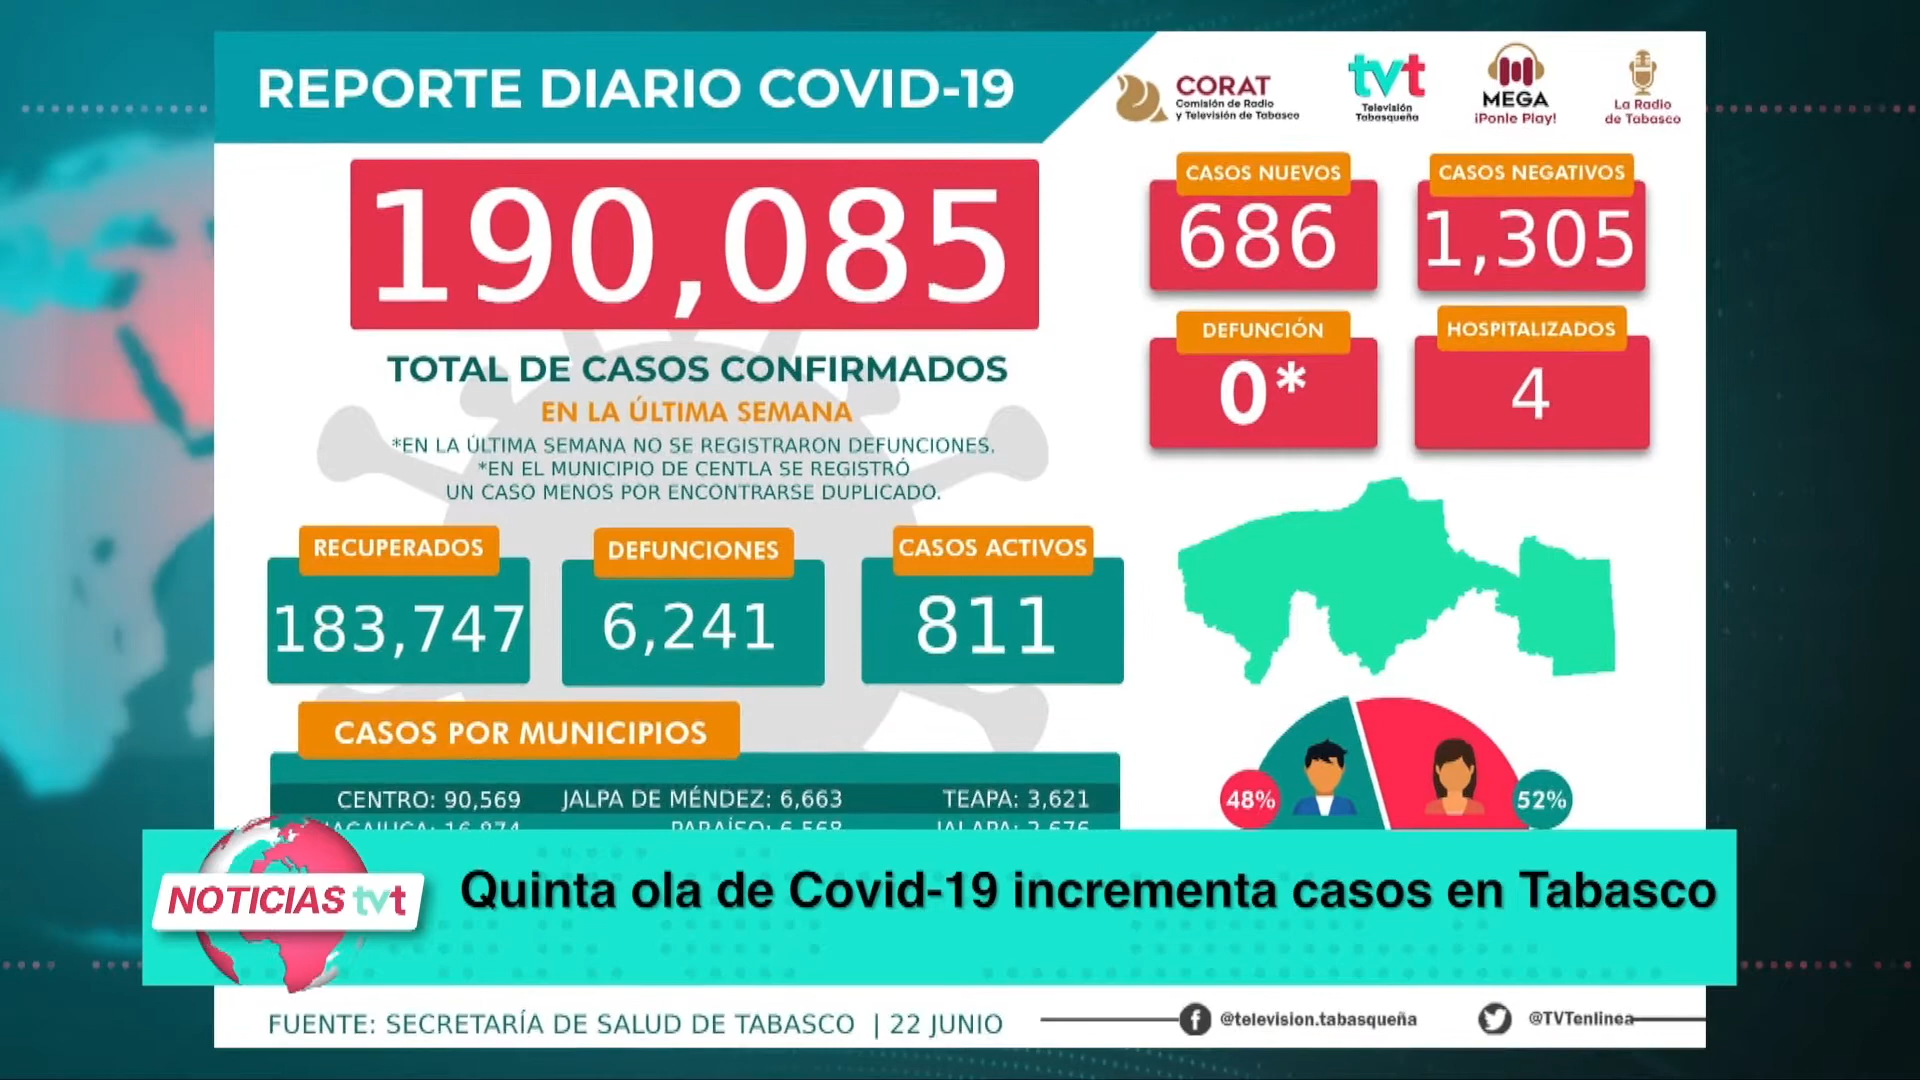 REPORTE DIARIO COVID-19
CORAT
Comisión de Radio
y Televisión de Tabasco
tvt
Televisión
Tabasqueña
MEGA
¡Ponle Play!
La Radio
de Tabasco
190,085
TOTAL DE CASOS CONFIRMADOS
EN LA ÚLTIMA SEMANA
*EN LA ÚLTIMA SEMANA NO SE REGISTRARON DEFUNCIONES.
*EN EL MUNICIPIO DE CENTLA SE REGISTRÓ
UN CASO MENOS POR ENCONTRARSE DUPLICADO.
CASOS NUEVOS
686
CASOS NEGATIVOS
1,305
DEFUNCIÓN
0*
HOSPITALIZADOS
4
RECUPERADOS
183,747
DEFUNCIONES
6,241
CASOS ACTIVOS
811
CASOS POR MUNICIPIOS
CENTRO: 90,569 JALPA DE MÉNDEZ: 6,663 TEAPA: 3,621
PARAÍSO: 6,568
48%
52%
NOTICIAS tvt
Quinta ola de Covid-19 incrementa casos en Tabasco
FUENTE: SECRETARÍA DE SALUD DE TABASCO | 22 JUNIO
@television.tabasqueña
@TVTenlinea